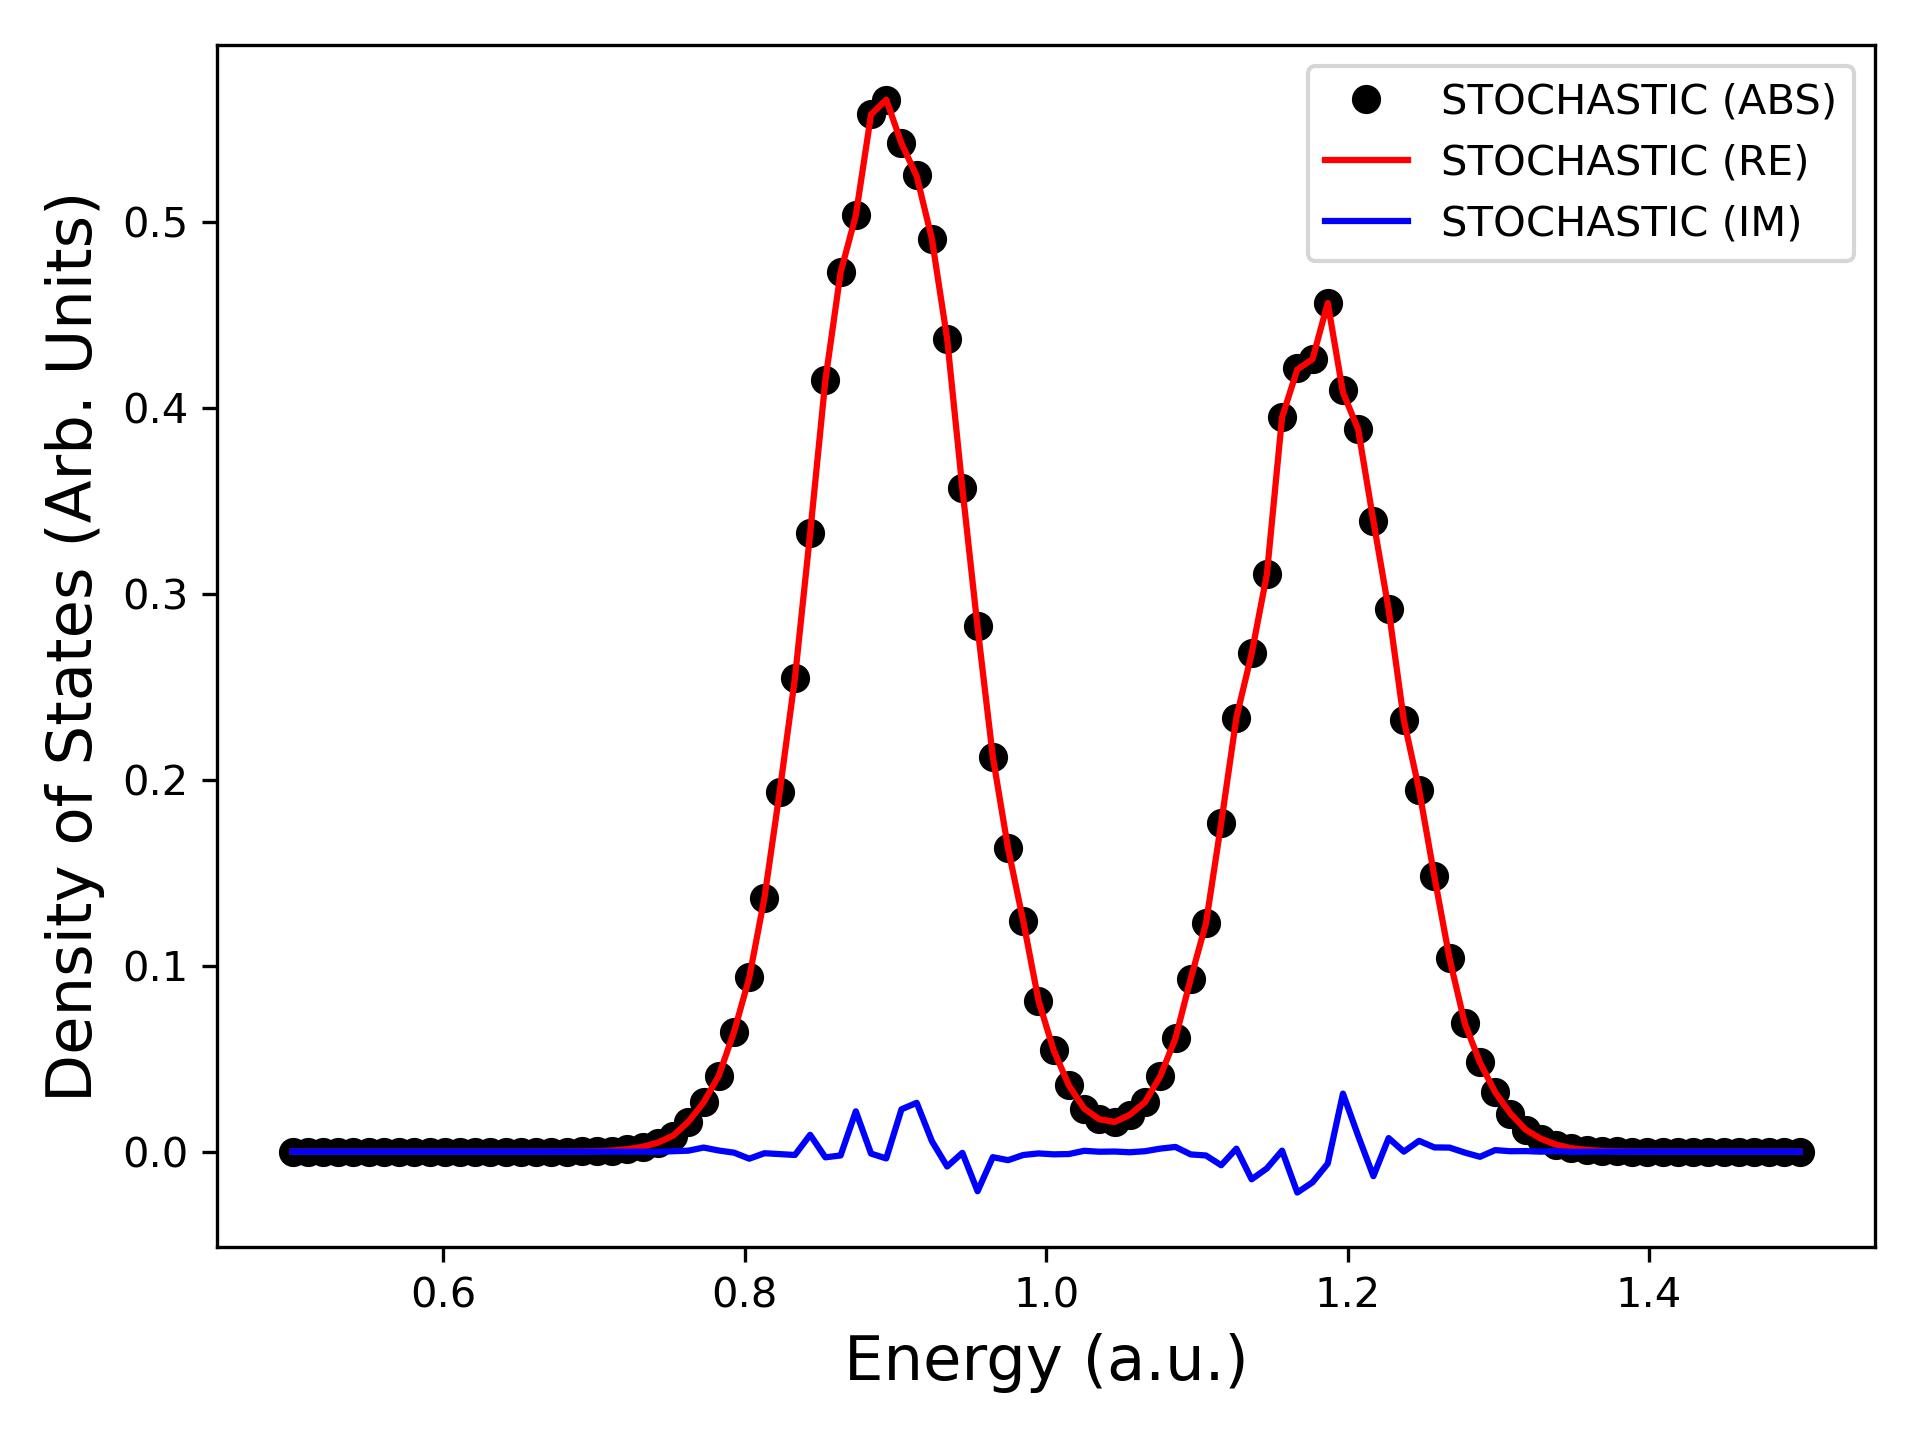 STOCHASTIC (ABS)
STOCHASTIC (RE)
STOCHASTIC (IM)
Density of States (Arb. Units)
0.5
0.4
0.3
0.2
0.1
0.0
0.6 0.8 1.0 1.2 1.4
Energy (a.u.)